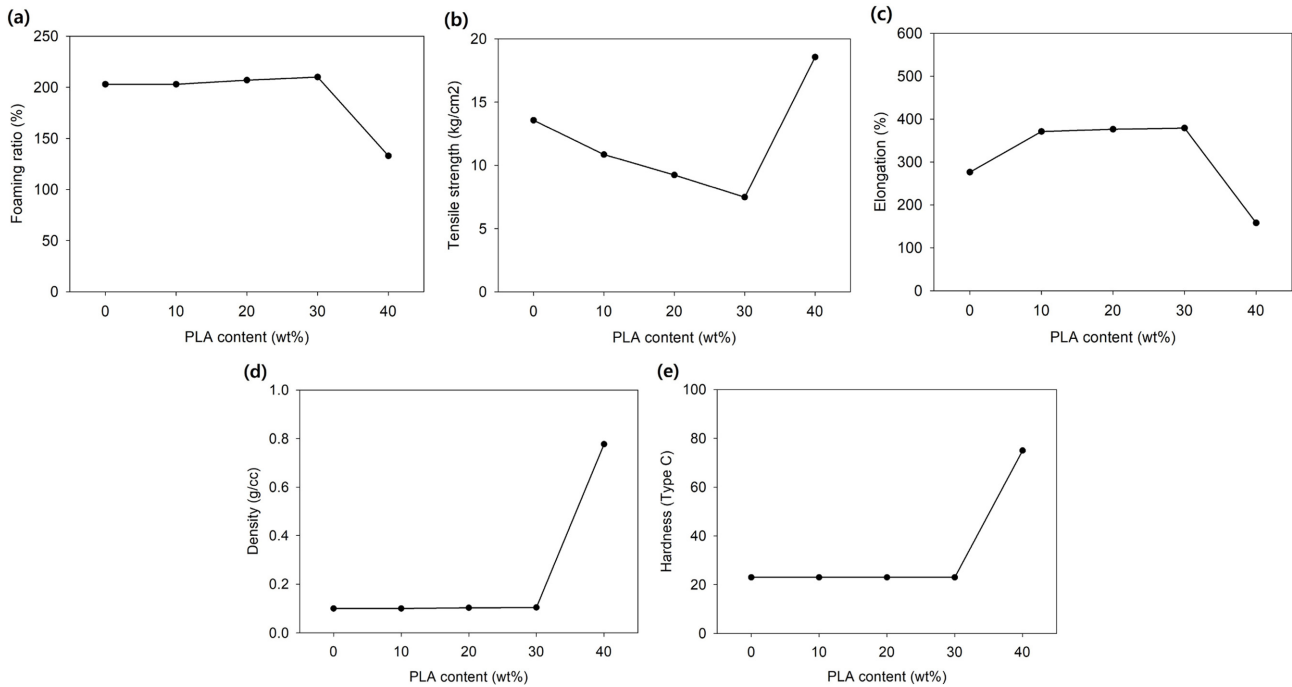 (a)
Foaming ratio (%)
250
200
150
100
50
0
0 10 20 30 40
PLA content (wt%)
(b)
Tensile strength (kg/cm2)
20
15
10
5
0
0 10 20 30 40
PLA content (wt%)
(c)
Elongation (%)
600
500
400
300
200
100
0
0 10 20 30 40
PLA content (wt%)
(d)
Density (g/cc)
1.0
0.8
0.6
0.4
0.2
0.0
0 10 20 30 40
PLA content (wt%)
(e)
Hardness (Type C)
100
80
60
40
20
0
0 10 20 30 40
PLA content (wt%)